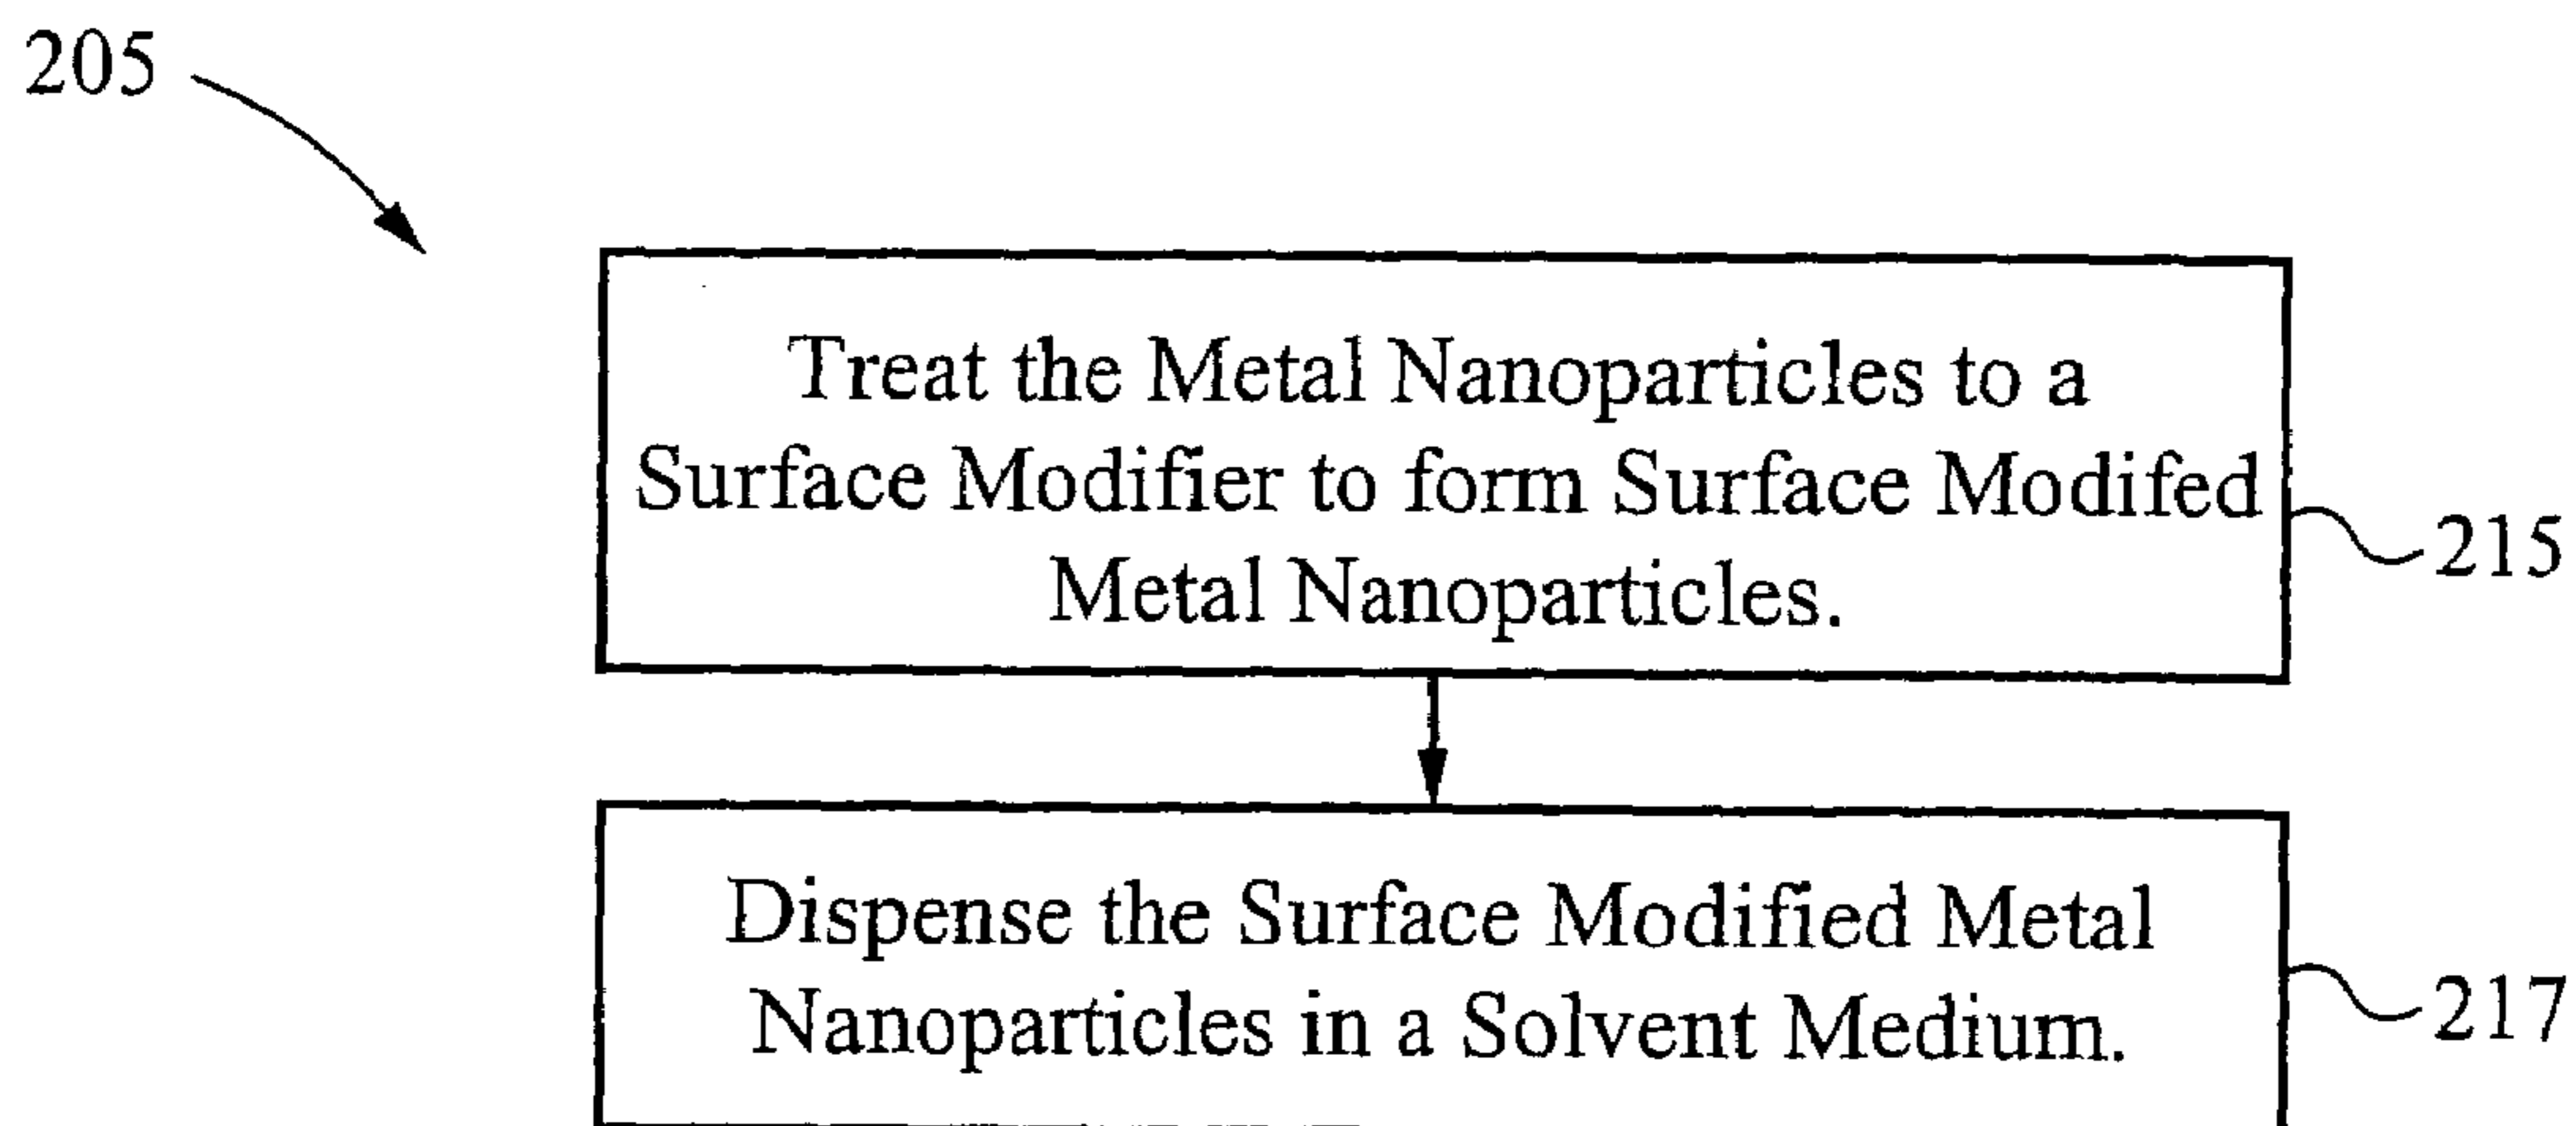 205
Treat the Metal Nanoparticles to a
Surface Modifier to form Surface Modifed
Metal Nanoparticles.
215
Dispense the Surface Modified Metal
Nanoparticles in a Solvent Medium.
217